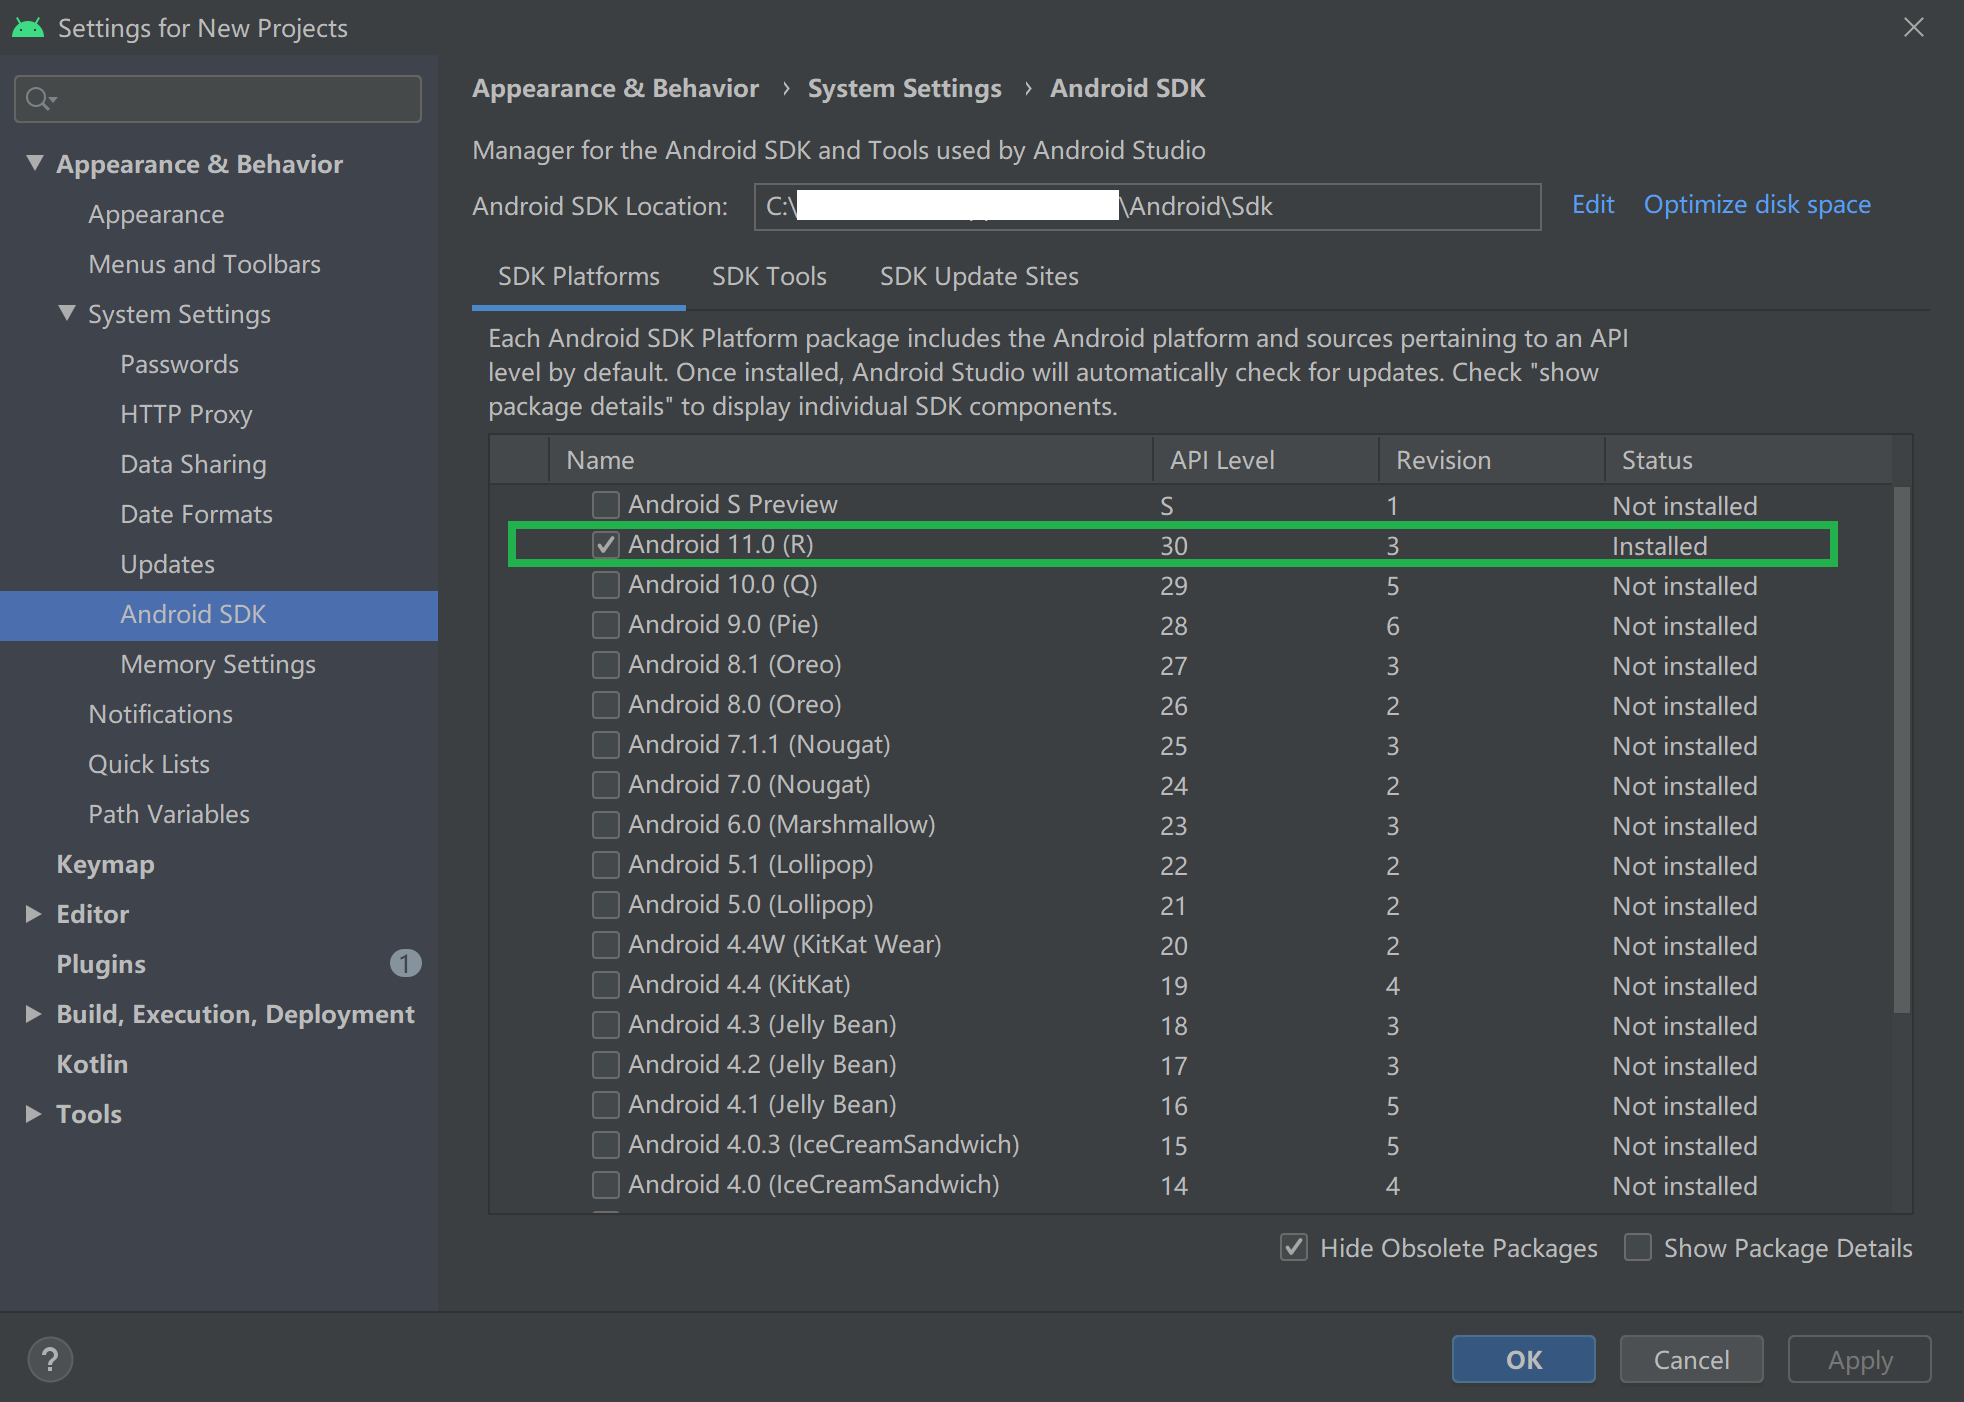 Settings for New Projects
Appearance & Behavior
Appearance
Menus and Toolbars
System Settings
Passwords
HTTP Proxy
Data Sharing
Date Formats
Updates
Android SDK
Memory Settings
Notifications
Quick Lists
Path Variables
Keymap
Editor
Plugins 1
Build, Execution, Deployment
Kotlin
Tools
Appearance & Behavior › System Settings › Android SDK
Manager for the Android SDK and Tools used by Android Studio
Android SDK Location: C:\ \Android\Sdk Edit Optimize disk space
SDK Platforms SDK Tools SDK Update Sites
Each Android SDK Platform package includes the Android platform and sources pertaining to an API
level by default. Once installed, Android Studio will automatically check for updates. Check "show
package details" to display individual SDK components.
Name API Level Revision Status
Android S Preview S 1 Not installed
Android 11.0 (R) 30 3 Installed
Android 10.0 (Q) 29 5 Not installed
Android 9.0 (Pie) 28 6 Not installed
Android 8.1 (Oreo) 27 3 Not installed
Android 8.0 (Oreo) 26 2 Not installed
Android 7.1.1 (Nougat) 25 3 Not installed
Android 7.0 (Nougat) 24 2 Not installed
Android 6.0 (Marshmallow) 23 3 Not installed
Android 5.1 (Lollipop) 22 2 Not installed
Android 5.0 (Lollipop) 21 2 Not installed
Android 4.4W (KitKat Wear) 20 2 Not installed
Android 4.4 (KitKat) 19 4 Not installed
Android 4.3 (Jelly Bean) 18 3 Not installed
Android 4.2 (Jelly Bean) 17 3 Not installed
Android 4.1 (Jelly Bean) 16 5 Not installed
Android 4.0.3 (IceCreamSandwich) 15 5 Not installed
Android 4.0 (IceCreamSandwich) 14 4 Not installed
Hide Obsolete Packages Show Package Details
? OK Cancel Apply